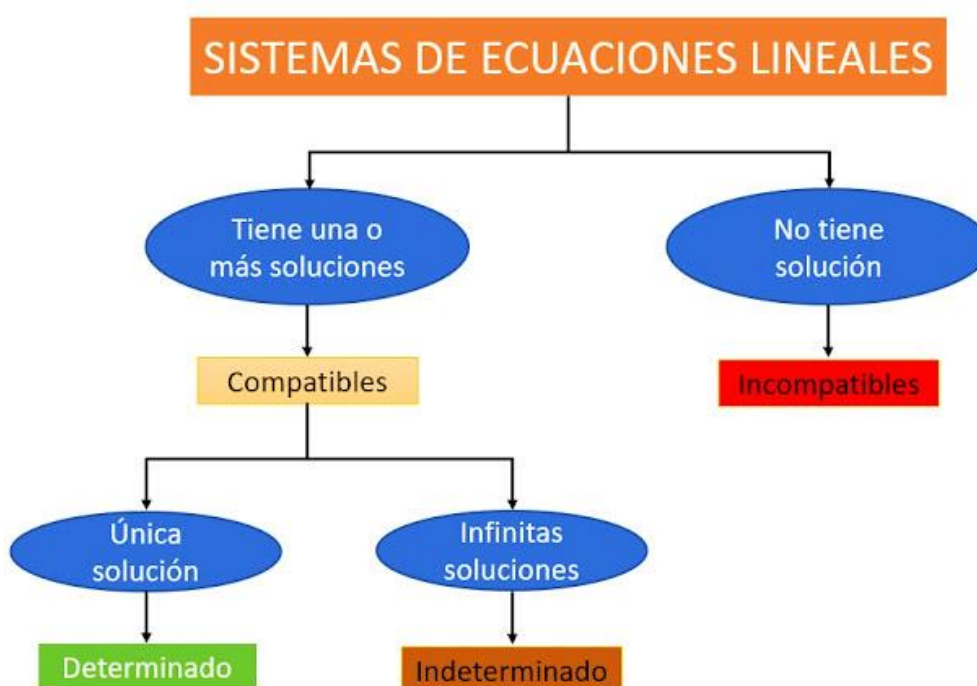 SISTEMAS DE ECUACIONES LINEALES
Tiene una o
más soluciones
No tiene
solución
Compatibles
Incompatibles
Única
solución
Infinitas
soluciones
Determinado
Indeterminado